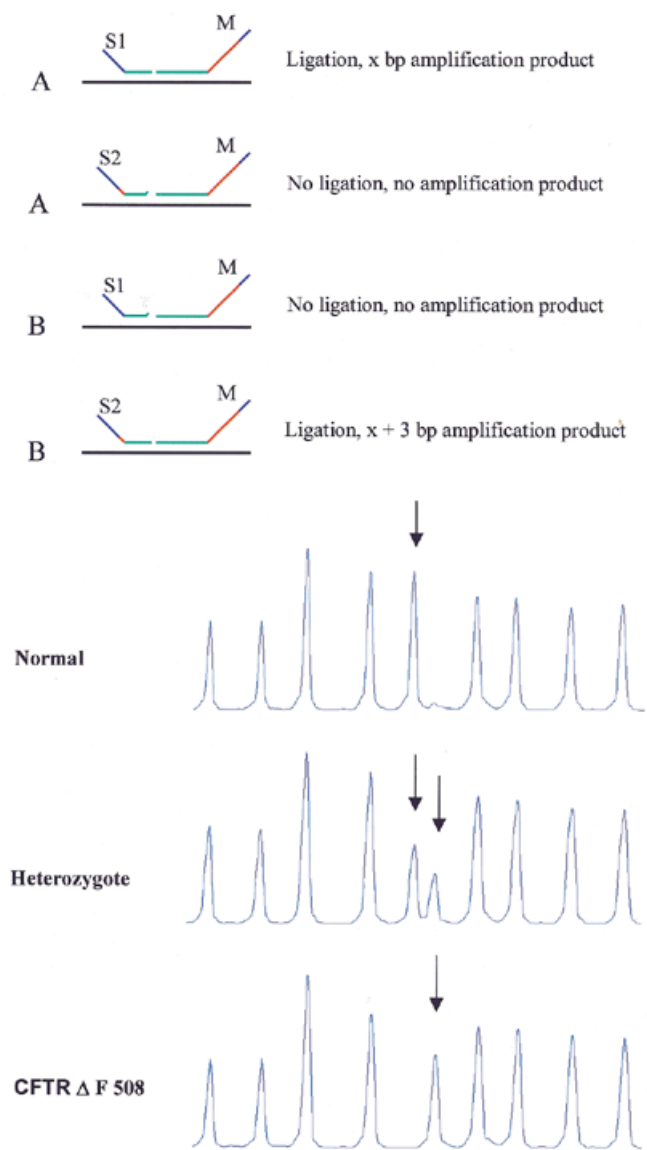 S1 M
A Ligation, x bp amplification product
S2 M
A No ligation, no amplification product
S1 M
B No ligation, no amplification product
S2 M
B Ligation, x + 3 bp amplification product
Normal
Heterozygote
CFTR Δ F 508